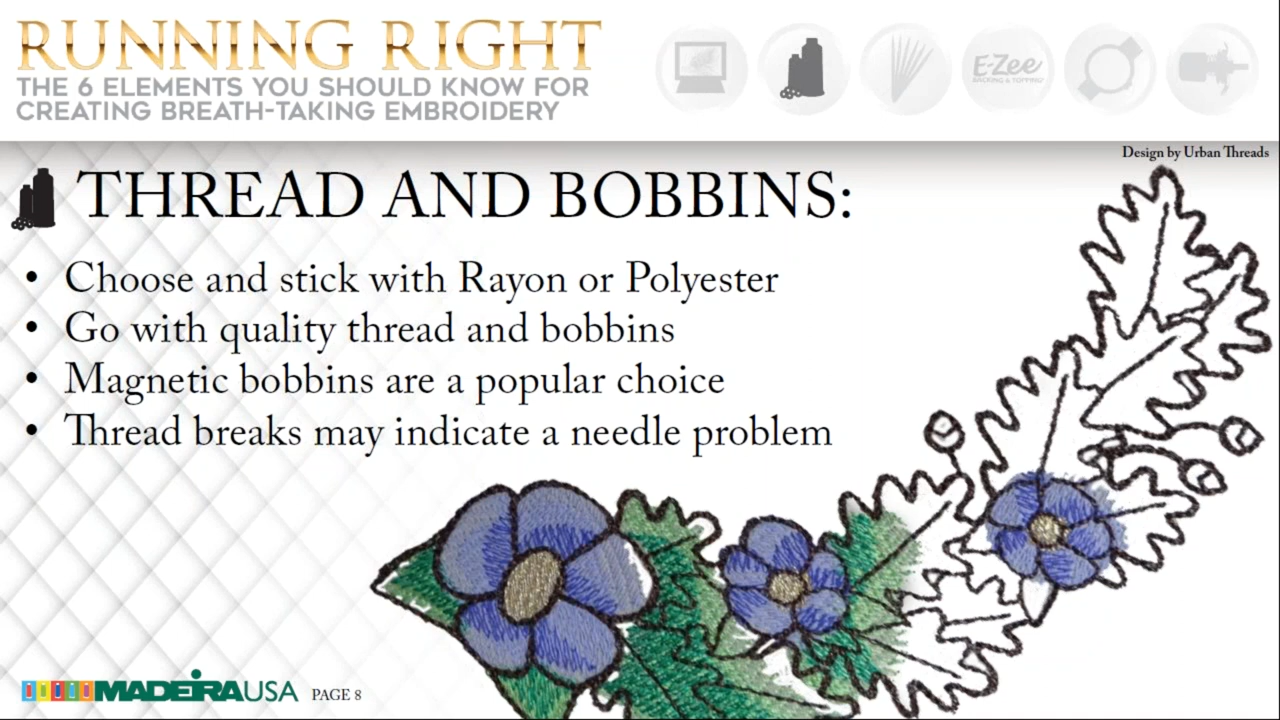 RUNNING RIGHT
THE 6 ELEMENTS YOU SHOULD KNOW FOR
CREATING BREATH-TAKING EMBROIDERY
E-Zee
BACKING & TOPPING
Design by Urban Threads
THREAD AND BOBBINS:
• Choose and stick with Rayon or Polyester
• Go with quality thread and bobbins
• Magnetic bobbins are a popular choice
• Thread breaks may indicate a needle problem
MADEIRAUSA PAGE 8